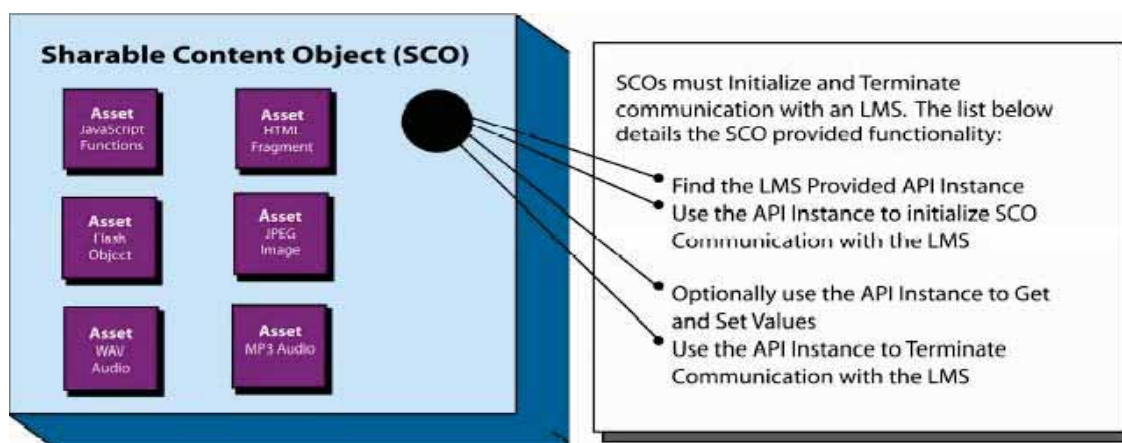 Sharable Content Object (SCO)
Asset
JavaScript
Functions
Asset
HTML
Fragment
Asset
Flash
Object
Asset
JPEG
Image
Asset
WAV
Audio
Asset
MP3 Audio
SCOs must Initialize and Terminate
communication with an LMS. The list below
details the SCO provided functionality:
Find the LMS Provided API Instance
Use the API Instance to initialize SCO
Communication with the LMS
Optionally use the API Instance to Get
and Set Values
Use the API Instance to Terminate
Communication with the LMS